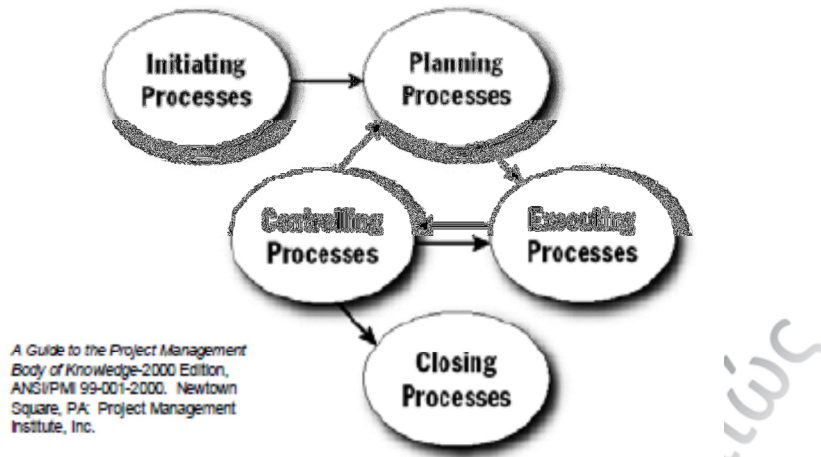 Initiating
Processes
Planning
Processes
Controlling
Processes
Executing
Processes
Closing
Processes
A Guide to the Project Management
Body of Knowledge-2000 Edition,
ANSI/PMI 99-001-2000. Newtown
Square, PA: Project Management
Institute, Inc.